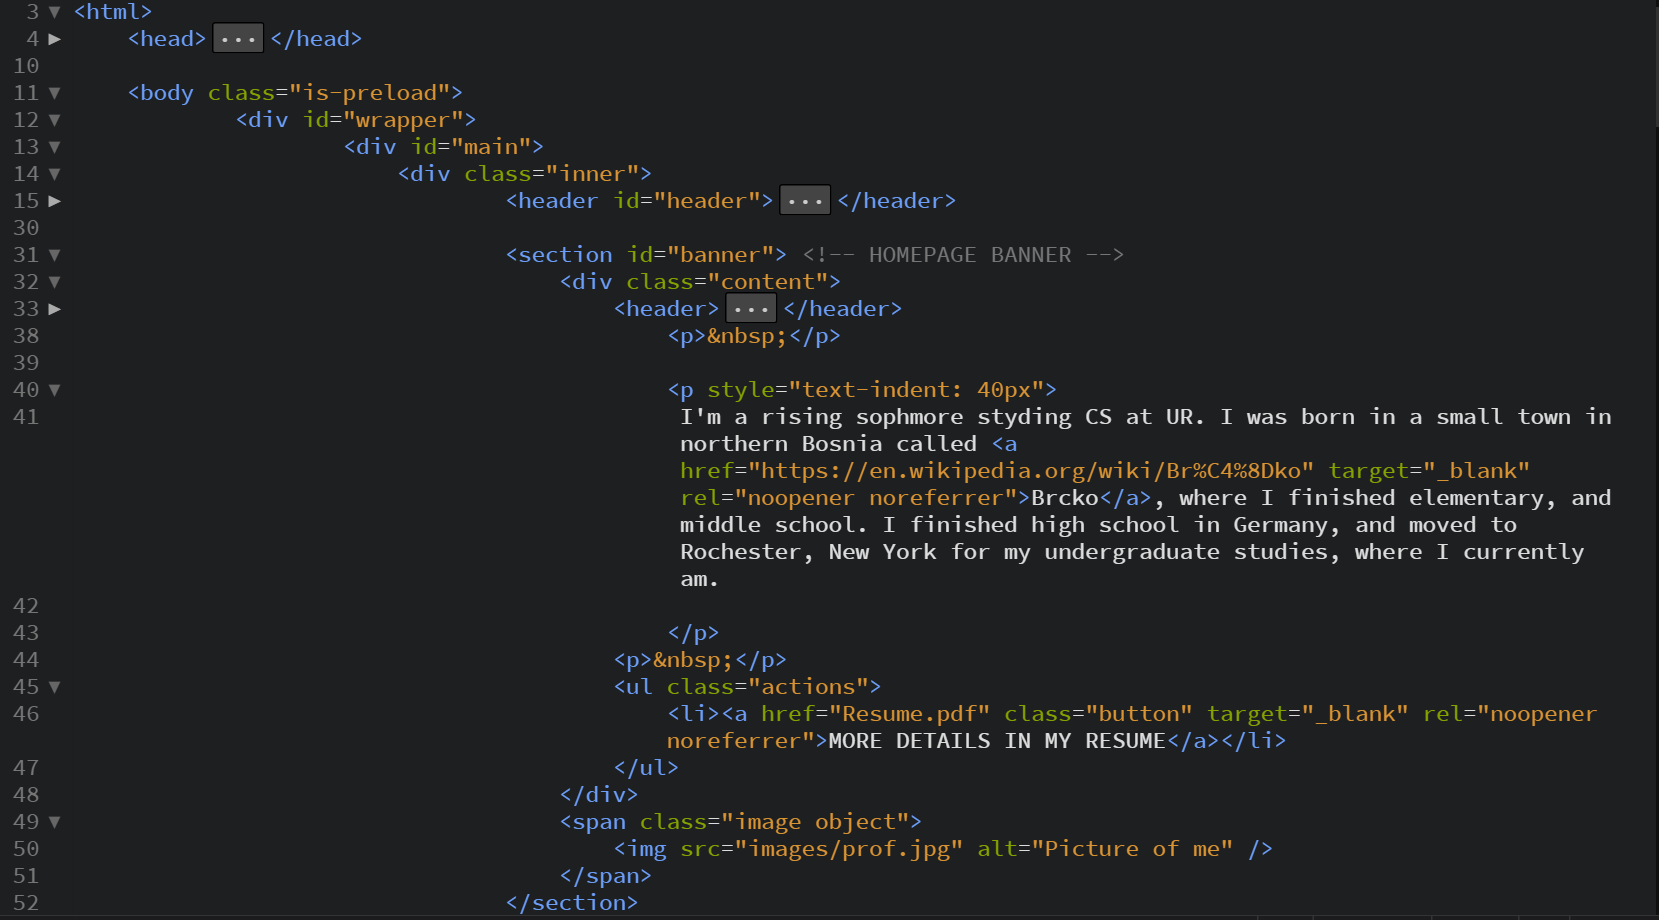 3 ▼ <html>
4 ▶ <head> ... </head>
10
11 ▼ <body class="is-preload">
12 ▼ <div id="wrapper">
13 ▼ <div id="main">
14 ▼ <div class="inner">
15 ▶ <header id="header"> ... </header>
30
31 ▼ <section id="banner"> <!-- HOMEPAGE BANNER -->
32 ▼ <div class="content">
33 ▶ <header> ... </header>
38 <p>&nbsp;</p>
39
40 ▼ <p style="text-indent: 40px">
41 I'm a rising sophmore styding CS at UR. I was born in a small town in
northern Bosnia called <a
href="https://en.wikipedia.org/wiki/Br%C4%8Dko" target="_blank"
rel="noopener noreferrer">Brcko</a>, where I finished elementary, and
middle school. I finished high school in Germany, and moved to
Rochester, New York for my undergraduate studies, where I currently
am.
42
43 </p>
44 <p>&nbsp;</p>
45 ▼ <ul class="actions">
46 <li><a href="Resume.pdf" class="button" target="_blank" rel="noopener
noreferrer">MORE DETAILS IN MY RESUME</a></li>
47 </ul>
48 </div>
49 ▼ <span class="image object">
50 <img src="images/prof.jpg" alt="Picture of me" />
51 </span>
52 </section>